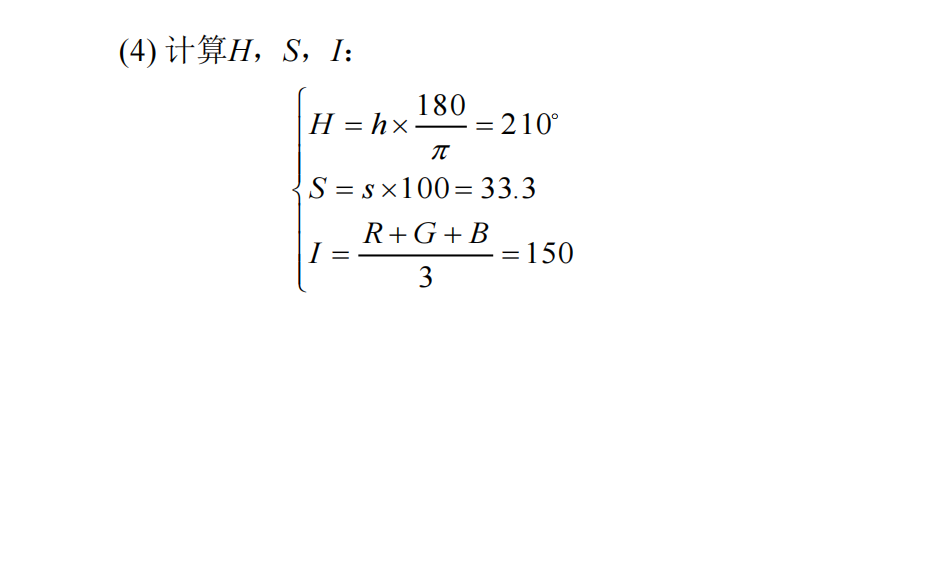 (4) 计算H，S，I：
H = h × 180/π = 210°
S = s × 100 = 33.3
I = (R + G + B)/3 = 150